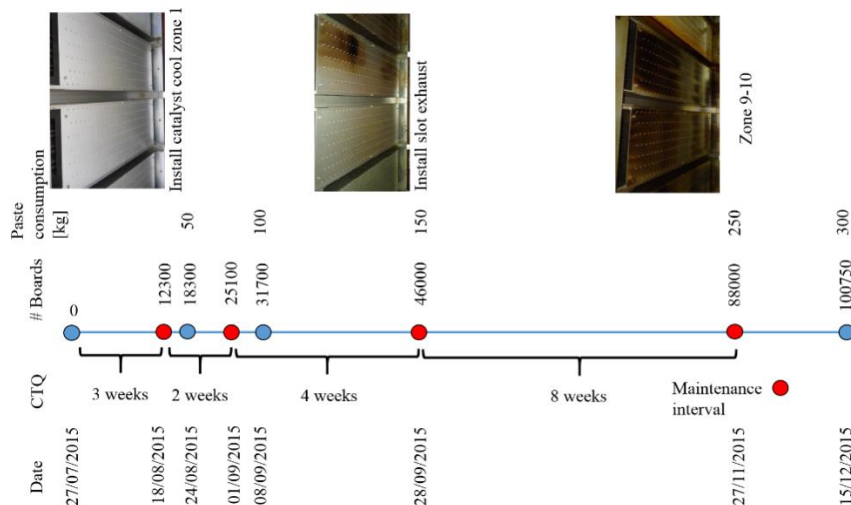 Install catalyst cool zone 1
Install slot exhaust
Zone 9-10
Paste
consumption
[kg]
50
100
150
250
300
# Boards
0
12300
18300
25100
31700
46000
88000
100750
CTQ
3 weeks
2 weeks
4 weeks
8 weeks
Maintenance
interval
Date
27/07/2015
18/08/2015
24/08/2015
01/09/2015
08/09/2015
28/09/2015
27/11/2015
15/12/2015